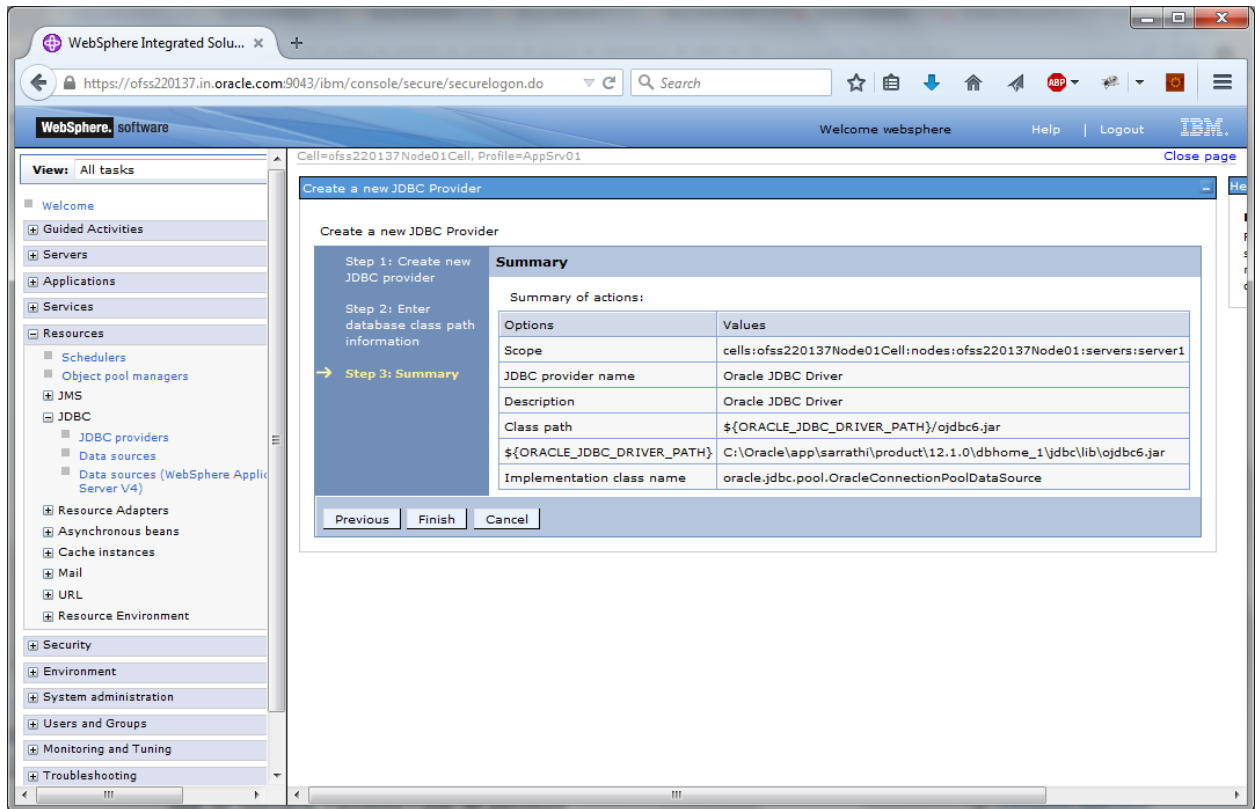 WebSphere Integrated Solu...
https://ofss220137.in.oracle.com:9043/ibm/console/secure/securelogon.do
Search
ABP
WebSphere. software
Welcome websphere
Help | Logout
IBM.
View: All tasks
Welcome
Guided Activities
Servers
Applications
Services
Resources
Schedulers
Object pool managers
JMS
JDBC
JDBC providers
Data sources
Data sources (WebSphere Applic
Server V4)
Resource Adapters
Asynchronous beans
Cache instances
Mail
URL
Resource Environment
Security
Environment
System administration
Users and Groups
Monitoring and Tuning
Troubleshooting
Cell=ofss220137Node01Cell, Profile=AppSrv01
Close page
Create a new JDBC Provider
He
Create a new JDBC Provider
Step 1: Create new
JDBC provider
Step 2: Enter
database class path
information
Step 3: Summary
Summary
Summary of actions:
Options Values
Scope cells:ofss220137Node01Cell:nodes:ofss220137Node01:servers:server1
JDBC provider name Oracle JDBC Driver
Description Oracle JDBC Driver
Class path ${ORACLE_JDBC_DRIVER_PATH}/ojdbc6.jar
${ORACLE_JDBC_DRIVER_PATH} C:\Oracle\app\sarrathi\product\12.1.0\dbhome_1\jdbc\lib\ojdbc6.jar
Implementation class name oracle.jdbc.pool.OracleConnectionPoolDataSource
Previous Finish Cancel